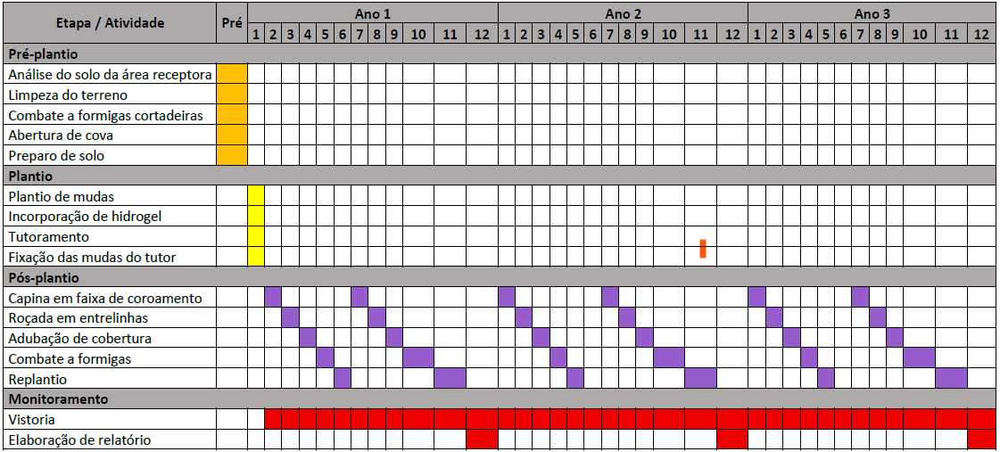 Etapa / Atividade Pré Ano 1 Ano 2 Ano 3
1 2 3 4 5 6 7 8 9 10 11 12 1 2 3 4 5 6 7 8 9 10 11 12 1 2 3 4 5 6 7 8 9 10 11 12
Pré-plantio
Análise do solo da área receptora
Limpeza do terreno
Combate a formigas cortadeiras
Abertura de cova
Preparo de solo
Plantio
Plantio de mudas
Incorporação de hidrogel
Tutoramento
Fixação das mudas do tutor
Pós-plantio
Capina em faixa de coroamento
Roçada em entrelinhas
Adubação de cobertura
Combate a formigas
Replantio
Monitoramento
Vistoria
Elaboração de relatório